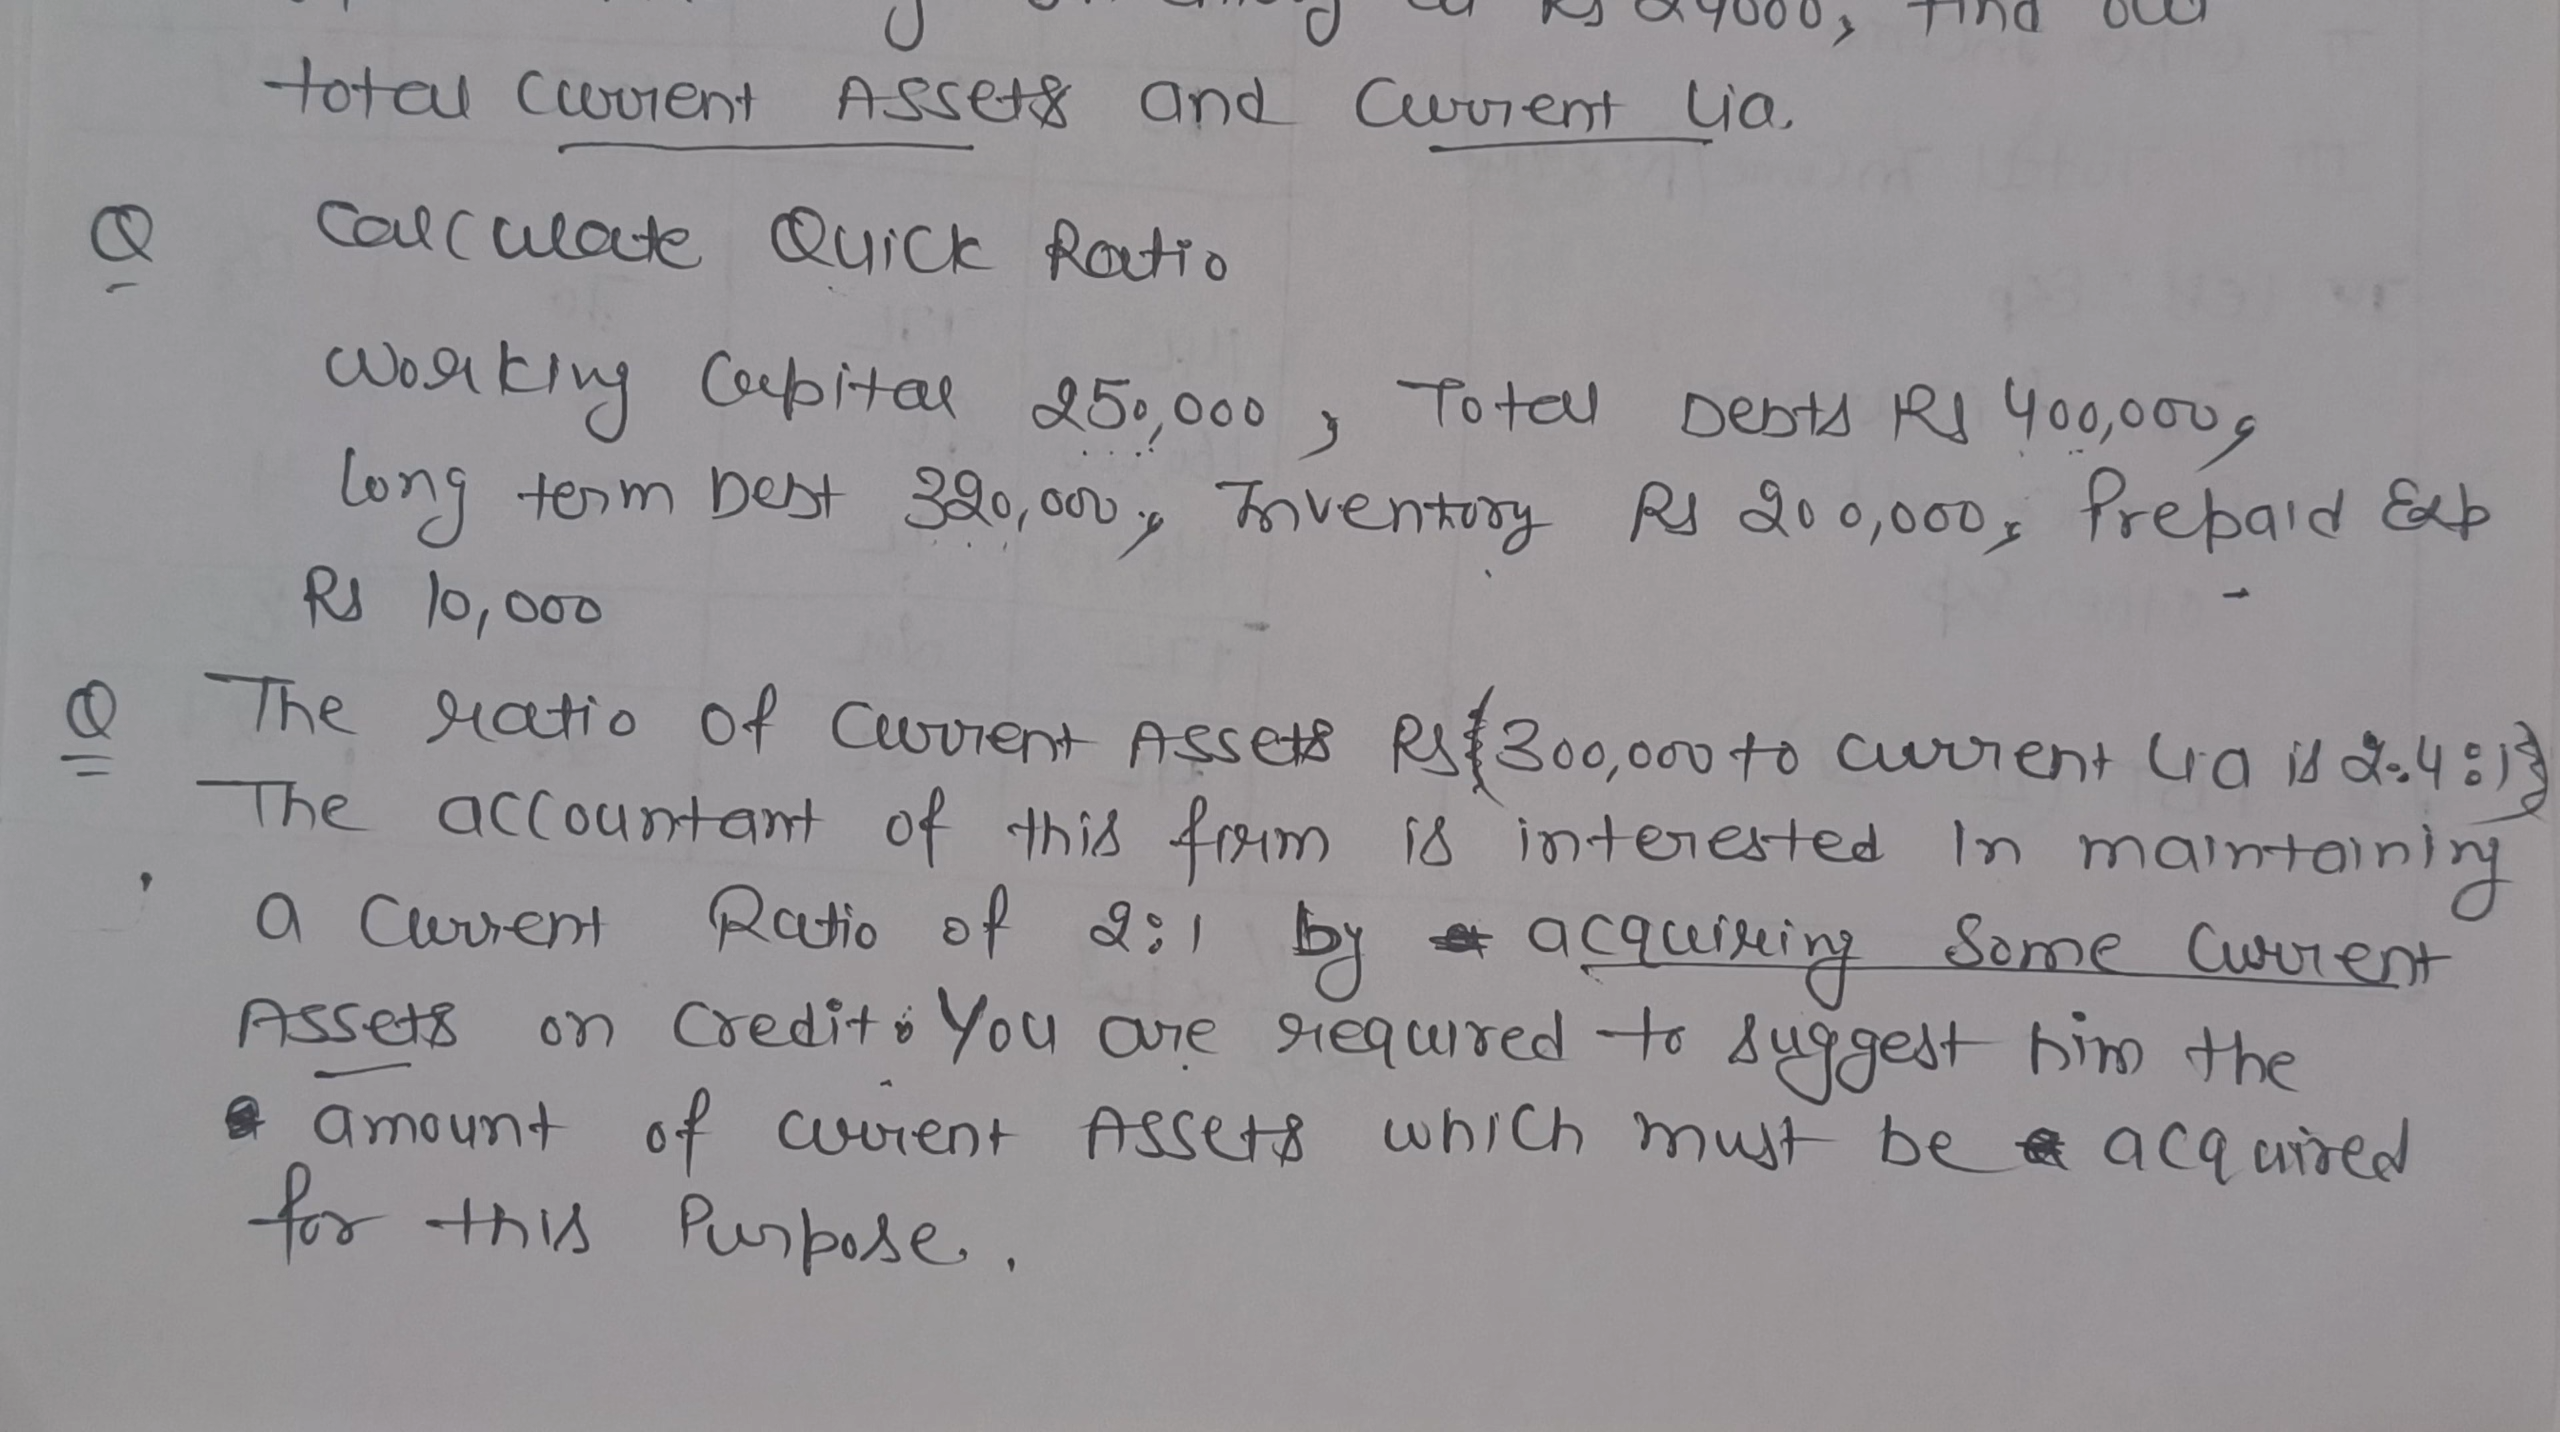 Rs 24000, find out
total Current Assets and Current Lia.
Q Calculate Quick Ratio
Working Capital 250,000, Total Debts Rs 400,000,
Long term Debt 320,000, Inventory Rs 200,000, Prepaid Exp
Rs 10,000
Q The ratio of Current Assets Rs {300,000 to current Lia is 2.4:1}
The accountant of this firm is interested in maintaining
a Current Ratio of 2:1 by acquiring some Current
Assets on credit. You are required to suggest him the
amount of current Assets which must be acquired
for this Purpose.